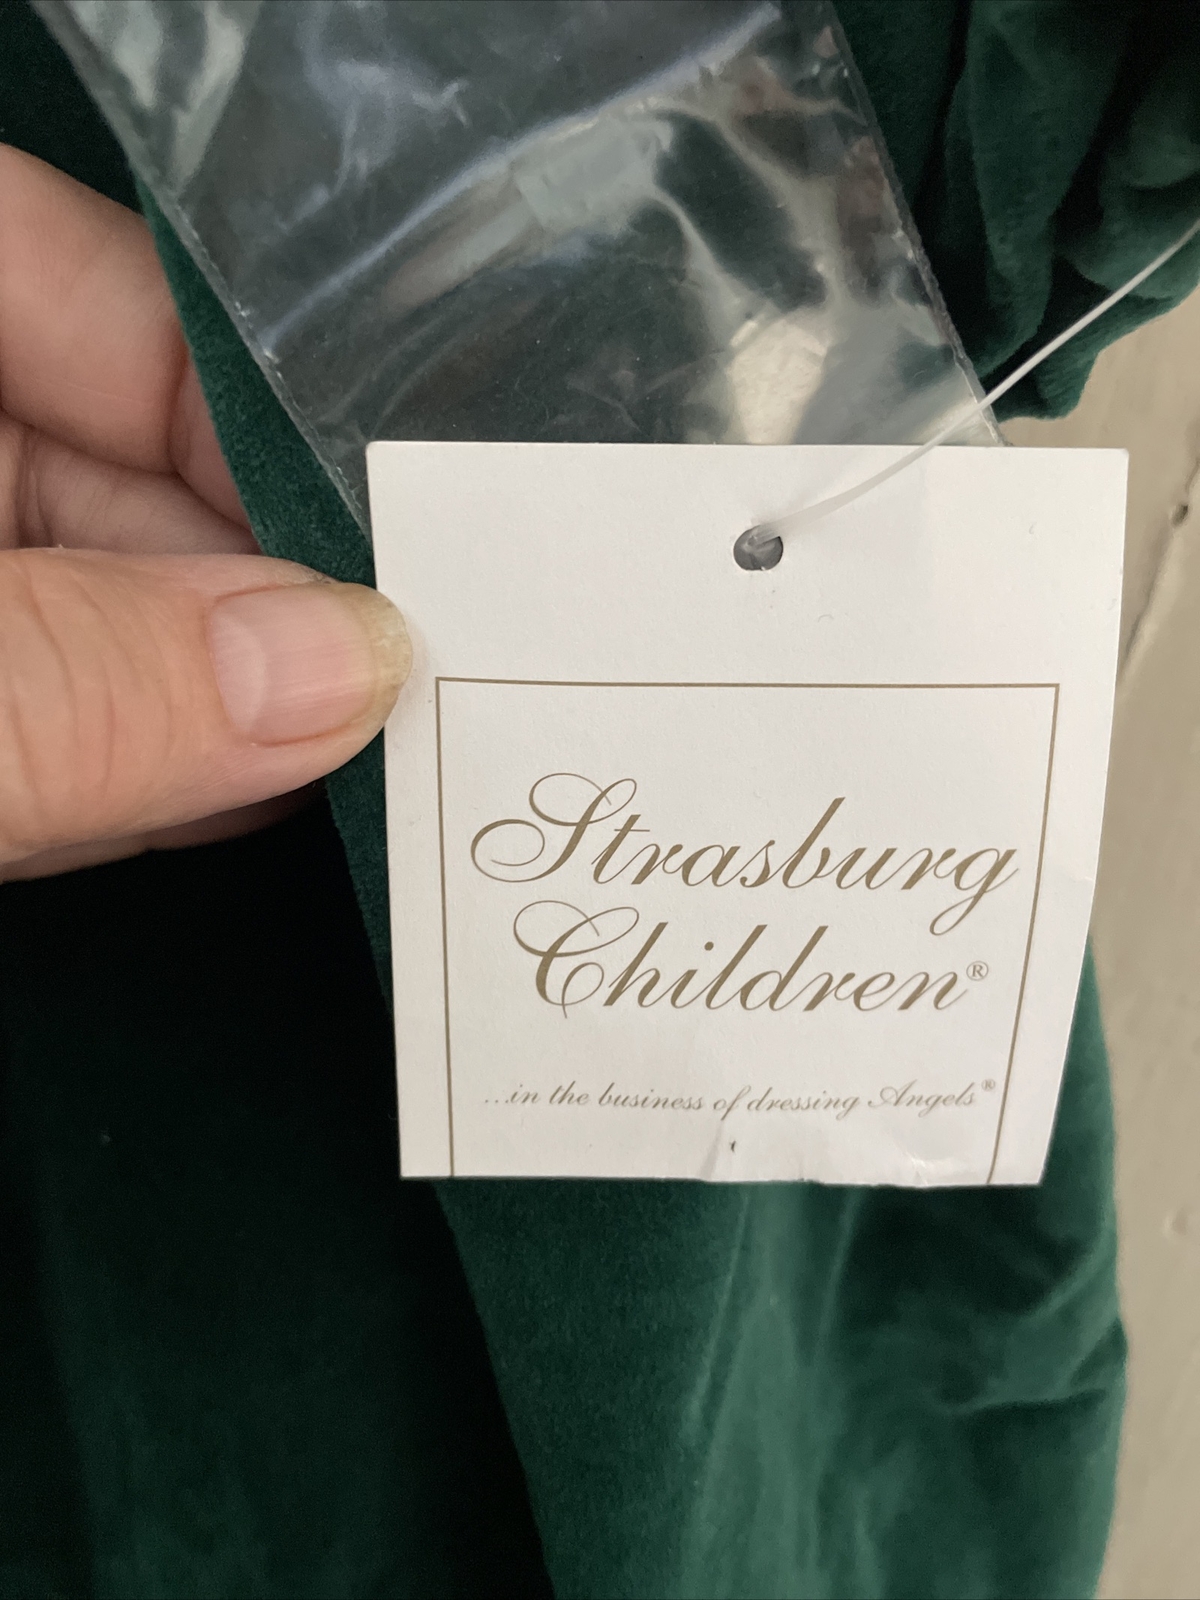 Strasburg
Children®
...in the business of dressing Angels®